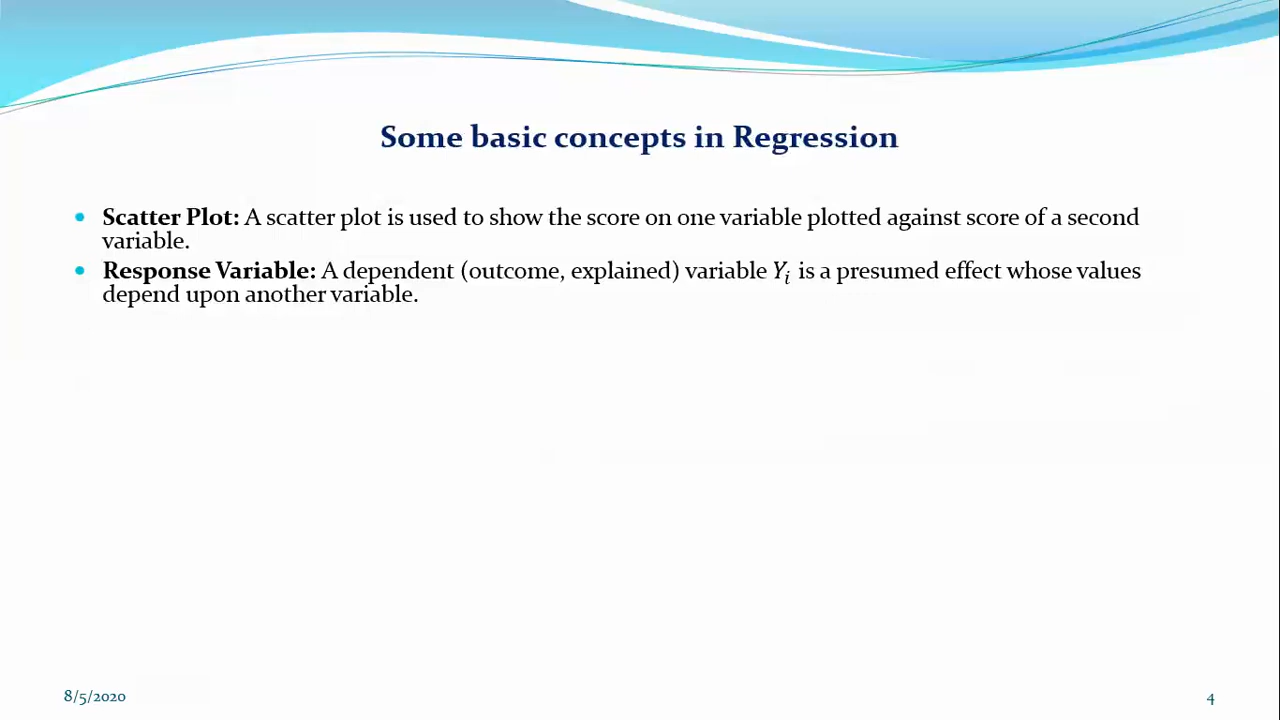 Some basic concepts in Regression
• Scatter Plot: A scatter plot is used to show the score on one variable plotted against score of a second
variable.
• Response Variable: A dependent (outcome, explained) variable Yᵢ is a presumed effect whose values
depend upon another variable.
8/5/2020
4